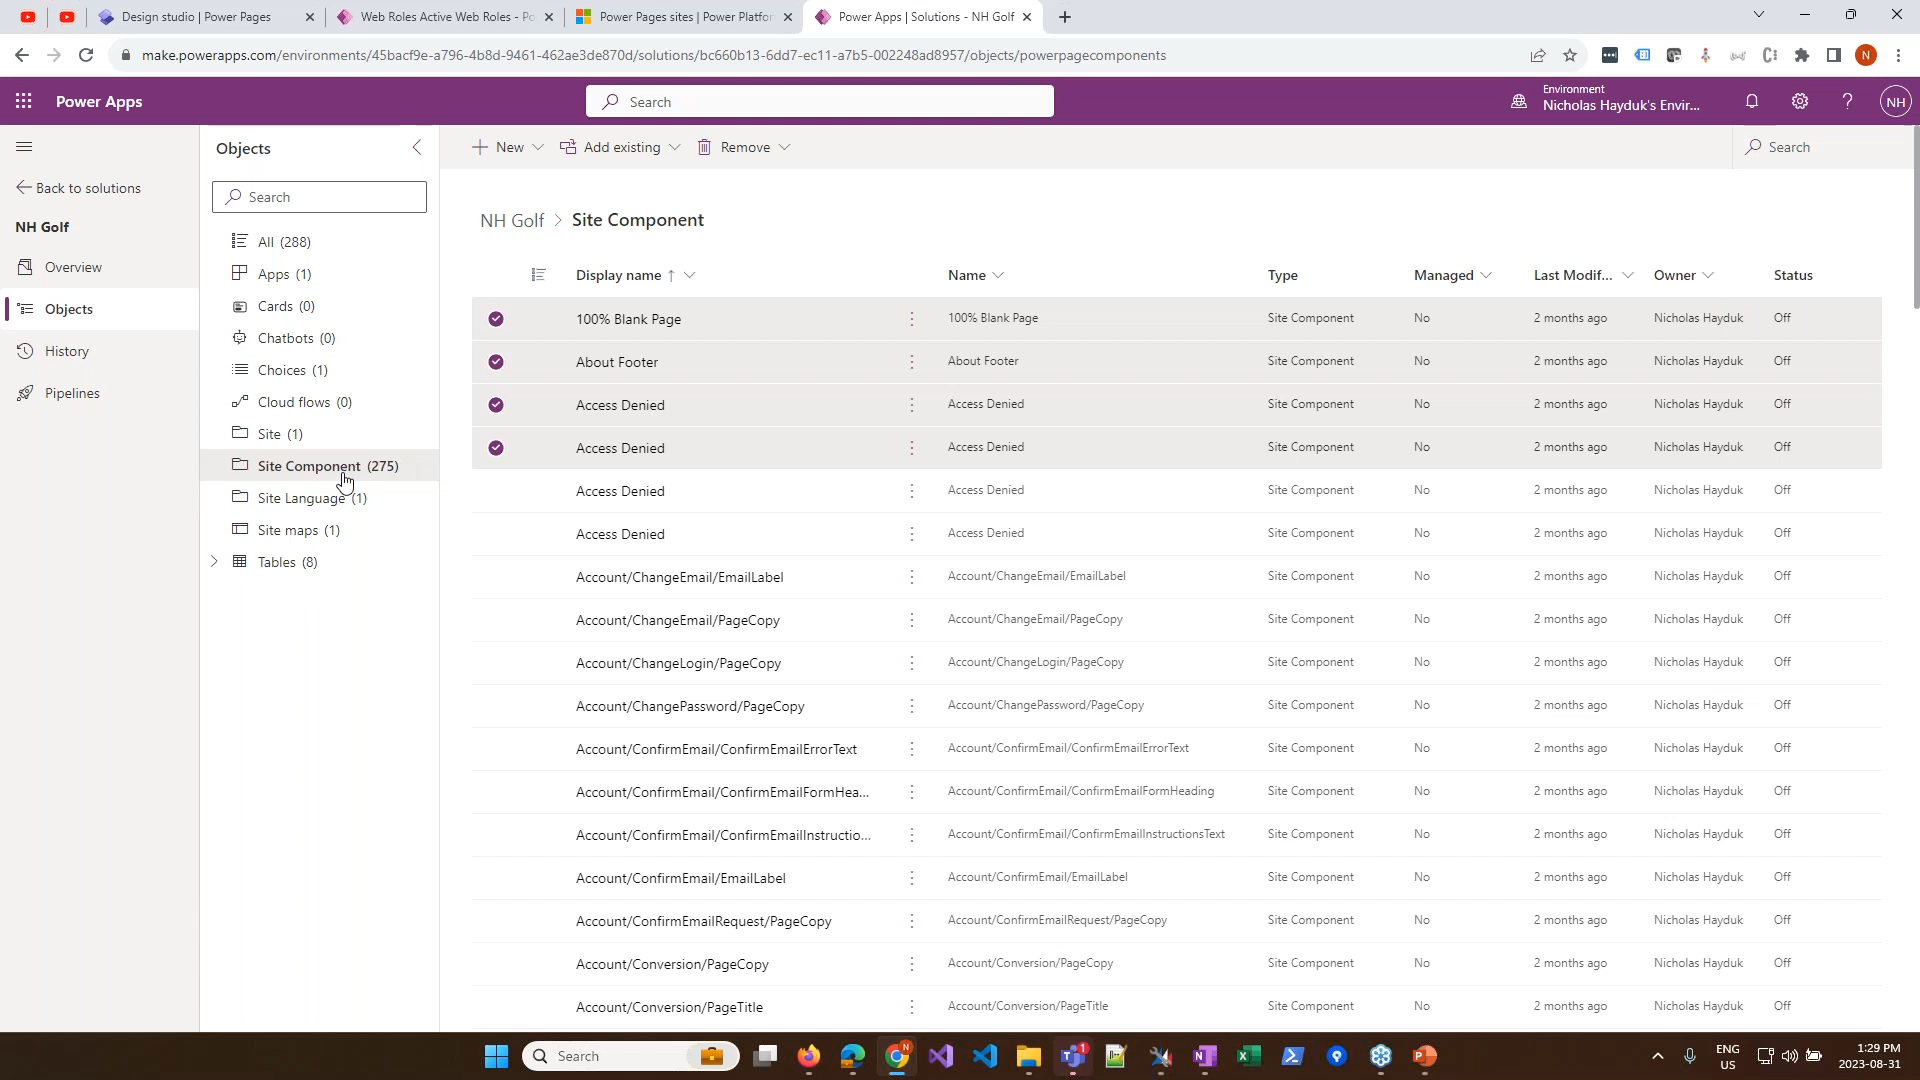 Design studio | Power Pages
Web Roles Active Web Roles - Po
Power Pages sites | Power Platfor
Power Apps | Solutions - NH Golf
make.powerapps.com/environments/45bacf9e-a796-4b8d-9461-462ae3de870d/solutions/bc660b13-6dd7-ec11-a7b5-002248ad8957/objects/powerpagecomponents
N
Power Apps
Search
Environment
Nicholas Hayduk's Envir...
NH
Objects
New
Add existing
Remove
Search
Back to solutions
Search
NH Golf
Overview
Objects
History
Pipelines
All (288)
Apps (1)
Cards (0)
Chatbots (0)
Choices (1)
Cloud flows (0)
Site (1)
Site Component (275)
Site Language (1)
Site maps (1)
Tables (8)
NH Golf > Site Component
Display name Name Type Managed Last Modif... Owner Status
100% Blank Page 100% Blank Page Site Component No 2 months ago Nicholas Hayduk Off
About Footer About Footer Site Component No 2 months ago Nicholas Hayduk Off
Access Denied Access Denied Site Component No 2 months ago Nicholas Hayduk Off
Access Denied Access Denied Site Component No 2 months ago Nicholas Hayduk Off
Access Denied Access Denied Site Component No 2 months ago Nicholas Hayduk Off
Access Denied Access Denied Site Component No 2 months ago Nicholas Hayduk Off
Account/ChangeEmail/EmailLabel Account/ChangeEmail/EmailLabel Site Component No 2 months ago Nicholas Hayduk Off
Account/ChangeEmail/PageCopy Account/ChangeEmail/PageCopy Site Component No 2 months ago Nicholas Hayduk Off
Account/ChangeLogin/PageCopy Account/ChangeLogin/PageCopy Site Component No 2 months ago Nicholas Hayduk Off
Account/ChangePassword/PageCopy Account/ChangePassword/PageCopy Site Component No 2 months ago Nicholas Hayduk Off
Account/ConfirmEmail/ConfirmEmailErrorText Account/ConfirmEmail/ConfirmEmailErrorText Site Component No 2 months ago Nicholas Hayduk Off
Account/ConfirmEmail/ConfirmEmailFormHea... Account/ConfirmEmail/ConfirmEmailFormHeading Site Component No 2 months ago Nicholas Hayduk Off
Account/ConfirmEmail/ConfirmEmailInstructio... Account/ConfirmEmail/ConfirmEmailInstructionsText Site Component No 2 months ago Nicholas Hayduk Off
Account/ConfirmEmail/EmailLabel Account/ConfirmEmail/EmailLabel Site Component No 2 months ago Nicholas Hayduk Off
Account/ConfirmEmailRequest/PageCopy Account/ConfirmEmailRequest/PageCopy Site Component No 2 months ago Nicholas Hayduk Off
Account/Conversion/PageCopy Account/Conversion/PageCopy Site Component No 2 months ago Nicholas Hayduk Off
Account/Conversion/PageTitle Account/Conversion/PageTitle Site Component No 2 months ago Nicholas Hayduk Off
Search
ENG
US
1:29 PM
2023-08-31